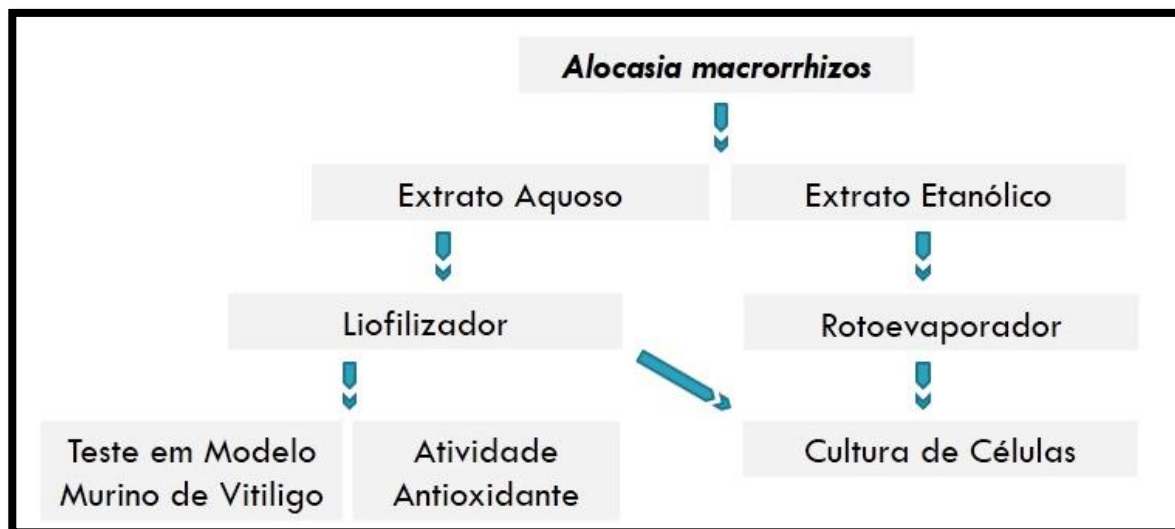 Alocasia macrorrhizos
Extrato Aquoso
Extrato Etanólico
Liofilizador
Rotoevaporador
Teste em Modelo
Murino de Vitiligo
Atividade
Antioxidante
Cultura de Células